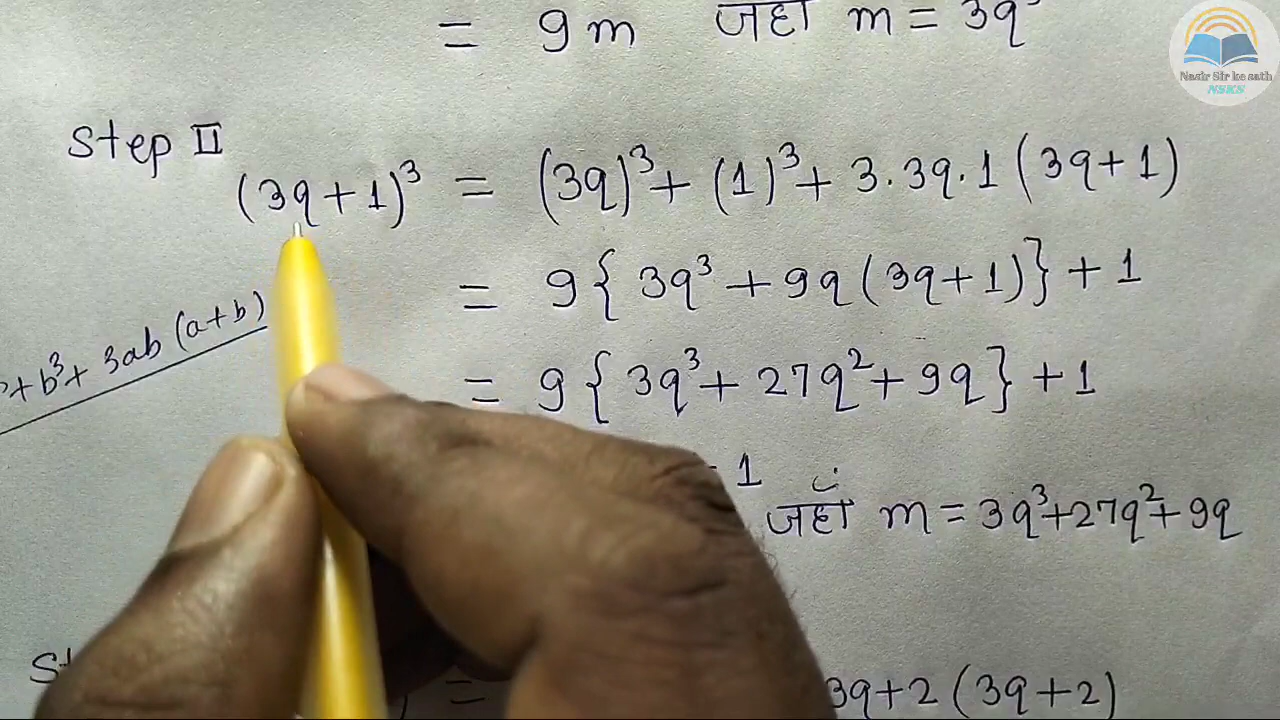 = 9m जहाँ m = 3q³
Nasir Sir ke sath
NSKS
Step II
(3q+1)³ = (3q)³ + (1)³ + 3.3q.1 (3q+1)
= 9{3q³ + 9q(3q+1)} + 1
+ b³ + 3ab (a+b)
= 9{3q³ + 27q² + 9q} + 1
1 जहाँ m = 3q³+27q²+9q
= 3q+2 (3q+2)